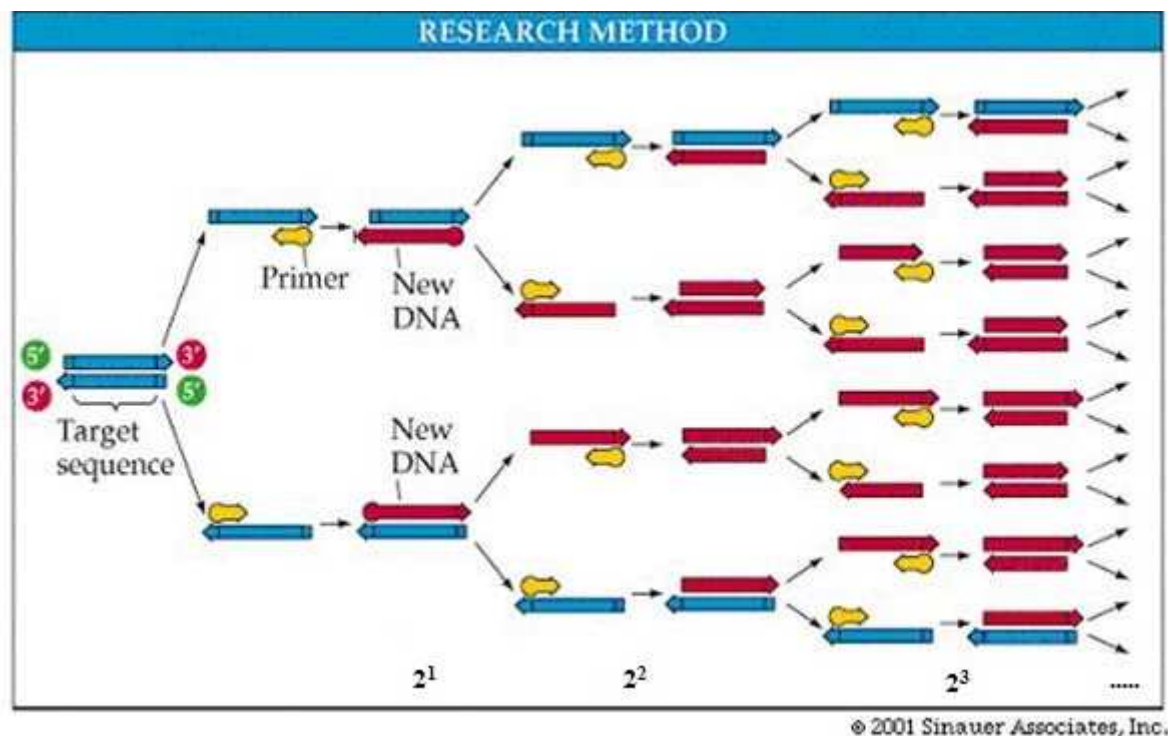 RESEARCH METHOD
Primer
New
DNA
5′
3′
3′
5′
Target
sequence
New
DNA
2¹
2²
2³
.....
© 2001 Sinauer Associates, Inc.